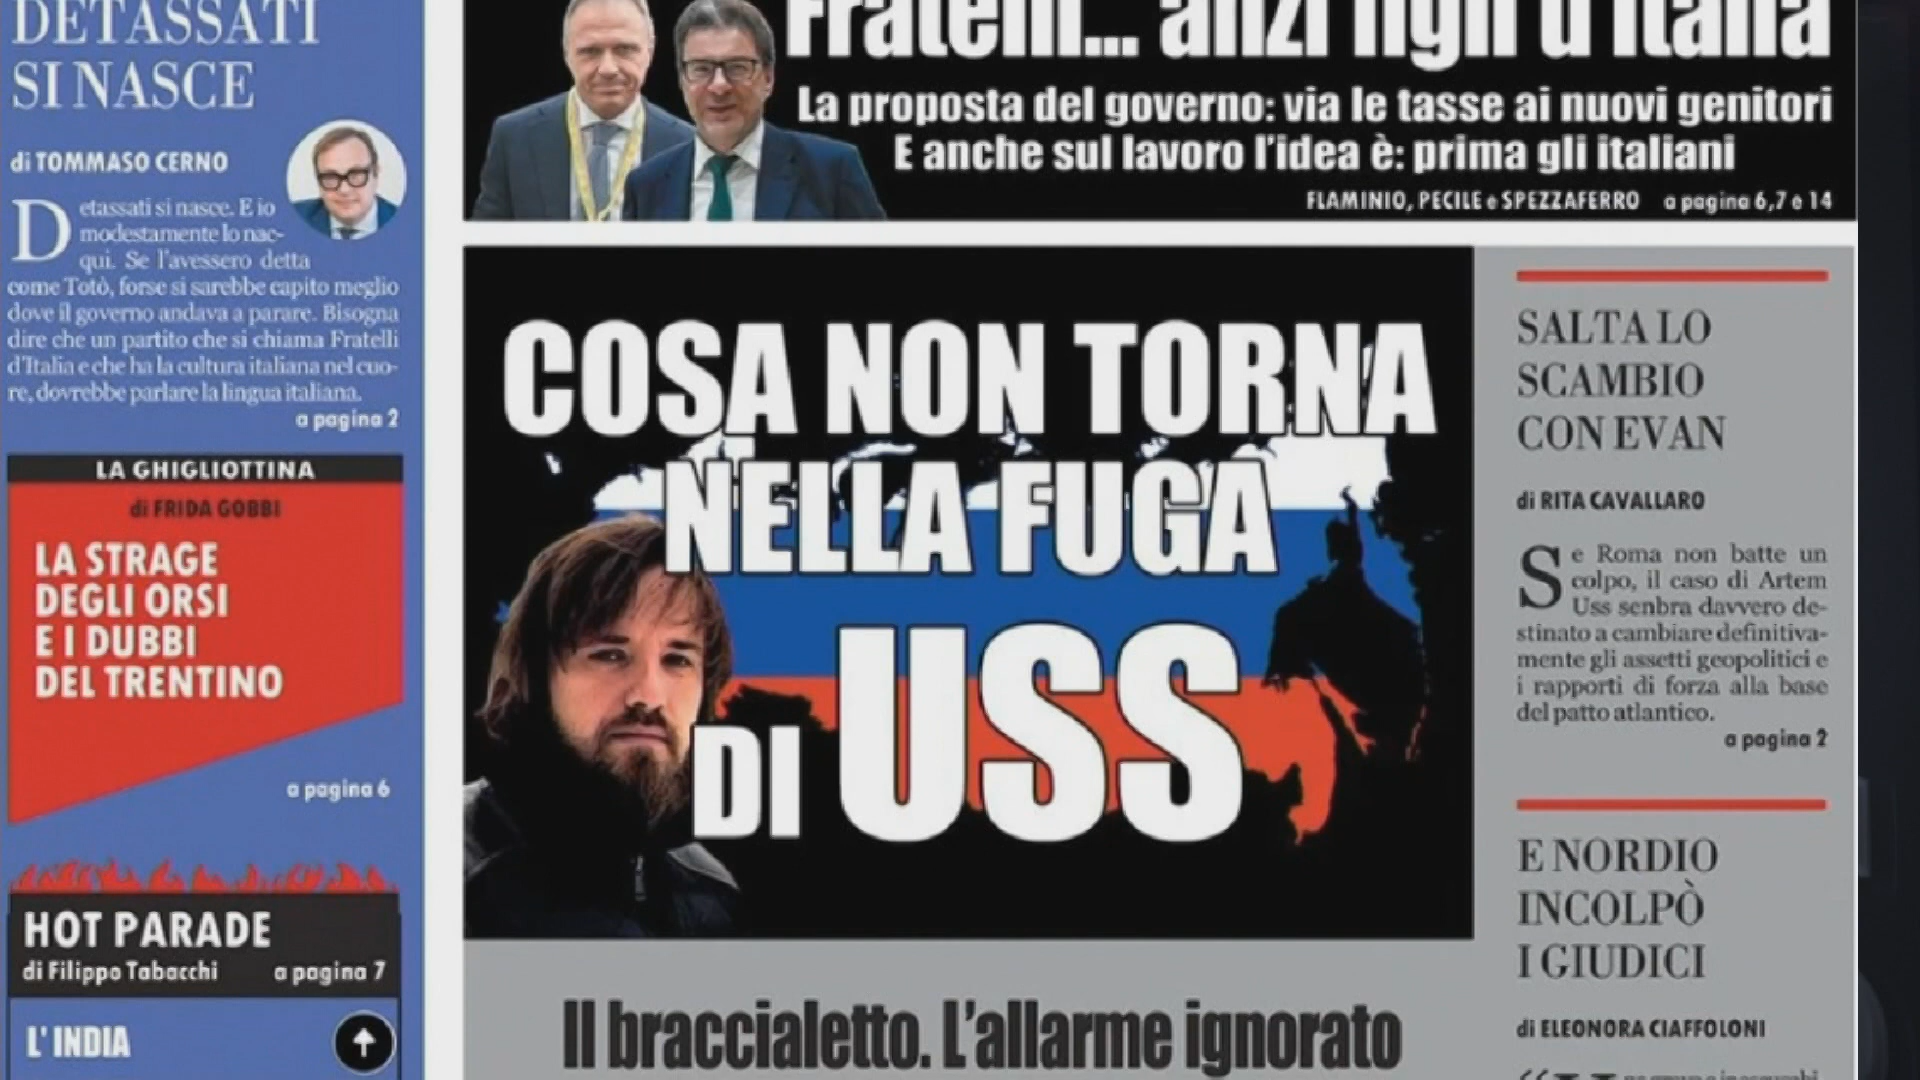 DETASSATI
SI NASCE
di TOMMASO CERNO
Detassati si nasce. E io
modestamente lo nac-
qui. Se l'avessero detta
come Totò, forse si sarebbe capito meglio
dove il governo andava a parare. Bisogna
dire che un partito che si chiama Fratelli
d'Italia e che ha la cultura italiana nel cuo-
re, dovrebbe parlare la lingua italiana.
a pagina 2
LA GHIGLIOTTINA
di FRIDA GOBBI
LA STRAGE
DEGLI ORSI
E I DUBBI
DEL TRENTINO
a pagina 6
HOT PARADE
di Filippo Tabacchi a pagina 7
L' INDIA
Fratelli... anzi figli d'Italia
La proposta del governo: via le tasse ai nuovi genitori
E anche sul lavoro l'idea è: prima gli italiani
FLAMINIO, PECILE e SPEZZAFERRO a pagina 6,7 e 14
COSA NON TORNA
NELLA FUGA
DI USS
Il braccialetto. L'allarme ignorato
SALTA LO
SCAMBIO
CON EVAN
di RITA CAVALLARO
Se Roma non batte un
colpo, il caso di Artem
Uss senbra davvero de-
stinato a cambiare definitiva-
mente gli assetti geopolitici e
i rapporti di forza alla base
del patto atlantico.
a pagina 2
E NORDIO
INCOLPÒ
I GIUDICI
di ELEONORA CIAFFOLONI